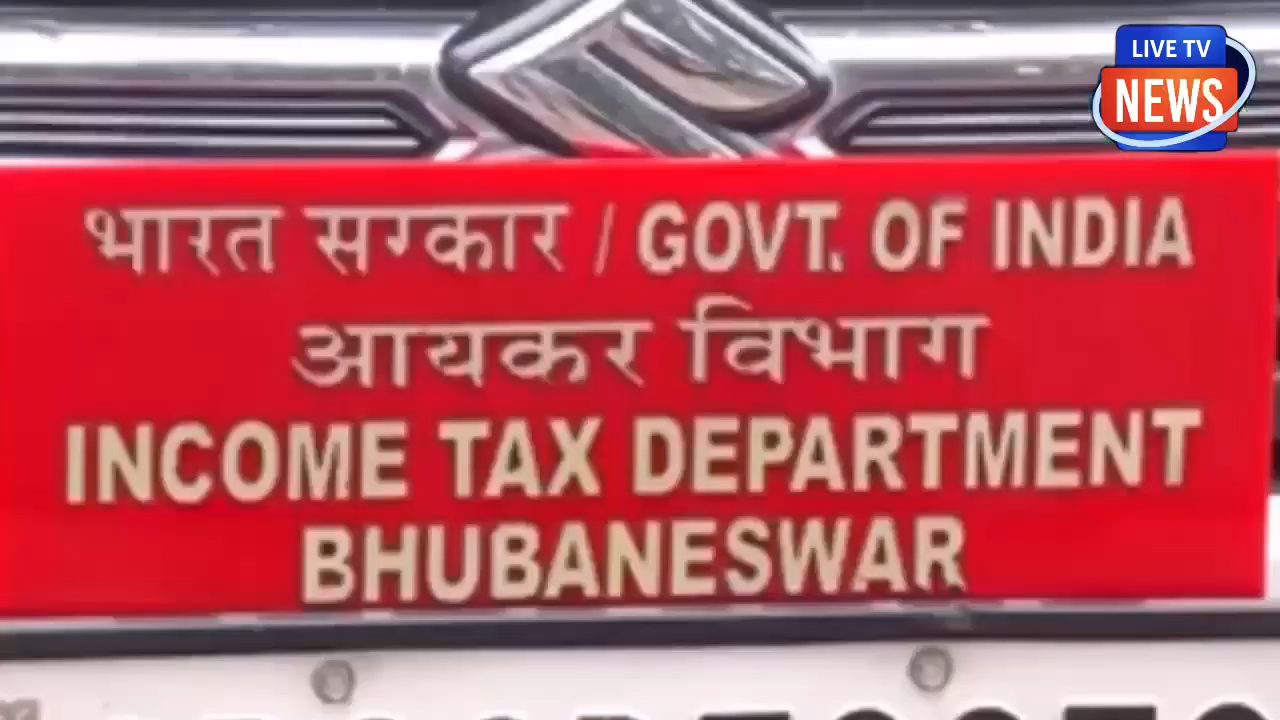 LIVE TV
NEWS
भारत सरकार / GOVT. OF INDIA
आयकर विभाग
INCOME TAX DEPARTMENT
BHUBANESWAR